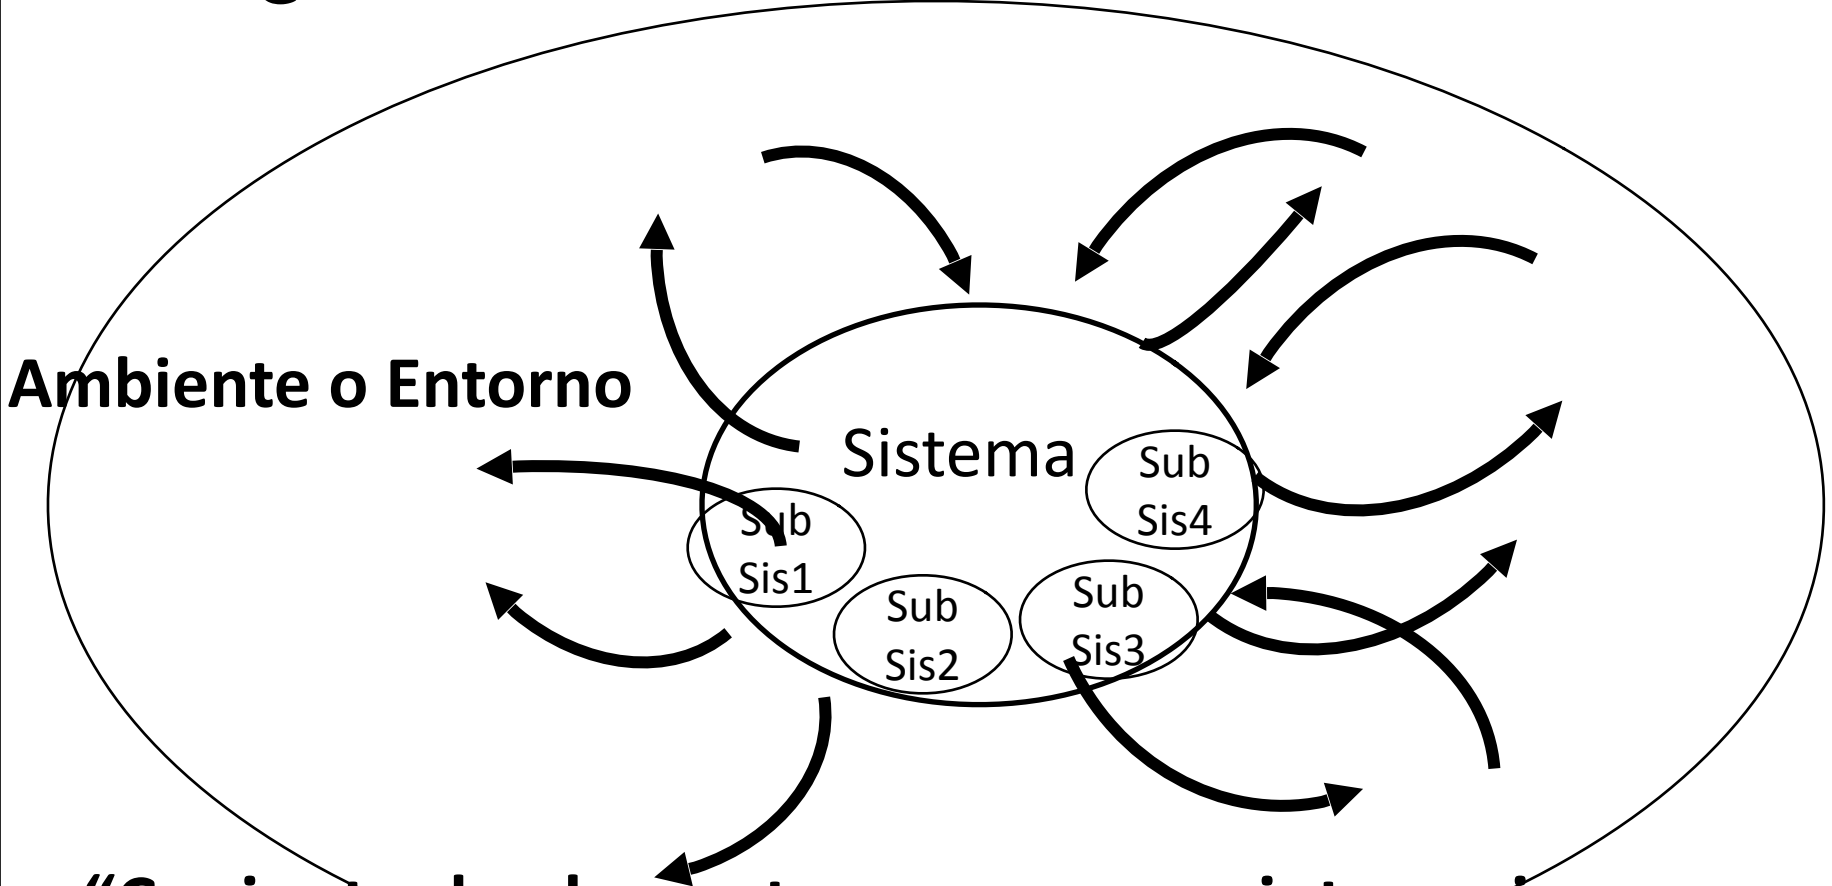 Ambiente o Entorno
Sistema
Sub
Sis4
Sub
Sis1
Sub
Sis2
Sub
Sis3